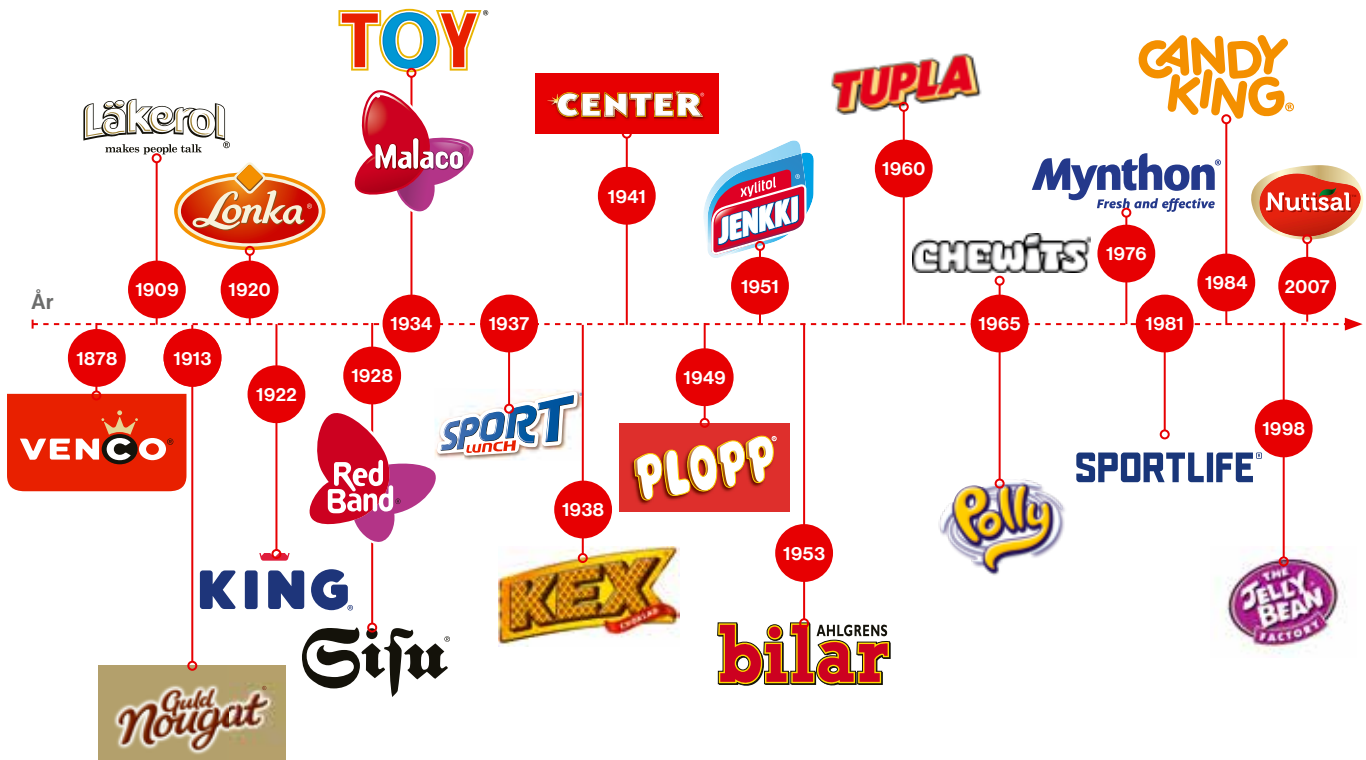 TOY
Läkerol
makes people talk
Lonka
Malaco
CENTER
TUPLA
CANDY
KING
xylitol
JENKKI
Mynthon
Fresh and effective
Nutisal
CHEWiTS
År
1909
1920
1934
1937
1941
1951
1960
1965
1976
1981
1984
2007
1878
1913
1922
1928
1938
1949
1953
1998
VENCO
Red
Band
SPORT
LUNCH
PLOPP
SPORTLIFE
Polly
KING
KEX
CHOKLAD
Sisu
AHLGRENS
bilar
THE
JELLY
BEAN
FACTORY
Guld
Nougat